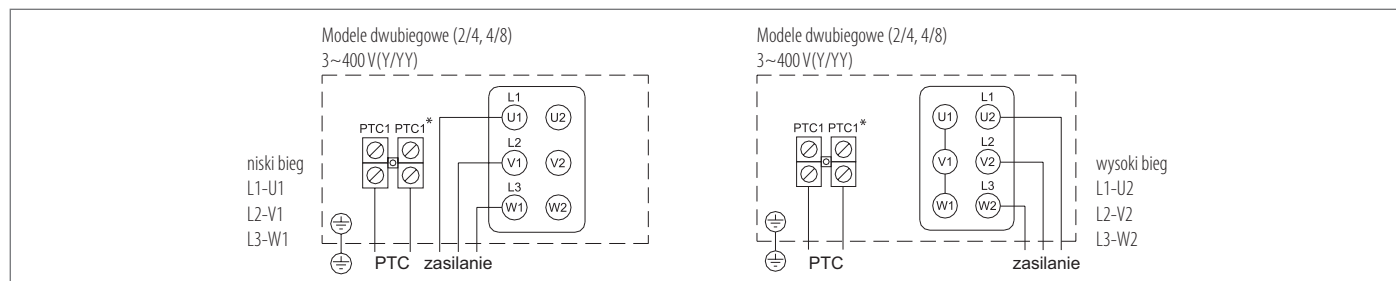 Modele dwubiegowe (2/4, 4/8)
3~400 V(Y/YY)
L1
U1 U2
PTC1 PTC1*
L2
V1 V2
L3
W1 W2
niski bieg
L1-U1
L2-V1
L3-W1
PTC zasilanie
Modele dwubiegowe (2/4, 4/8)
3~400 V(Y/YY)
L1
U1 U2
PTC1 PTC1*
L2
V1 V2
L3
W1 W2
wysoki bieg
L1-U2
L2-V2
L3-W2
PTC zasilanie